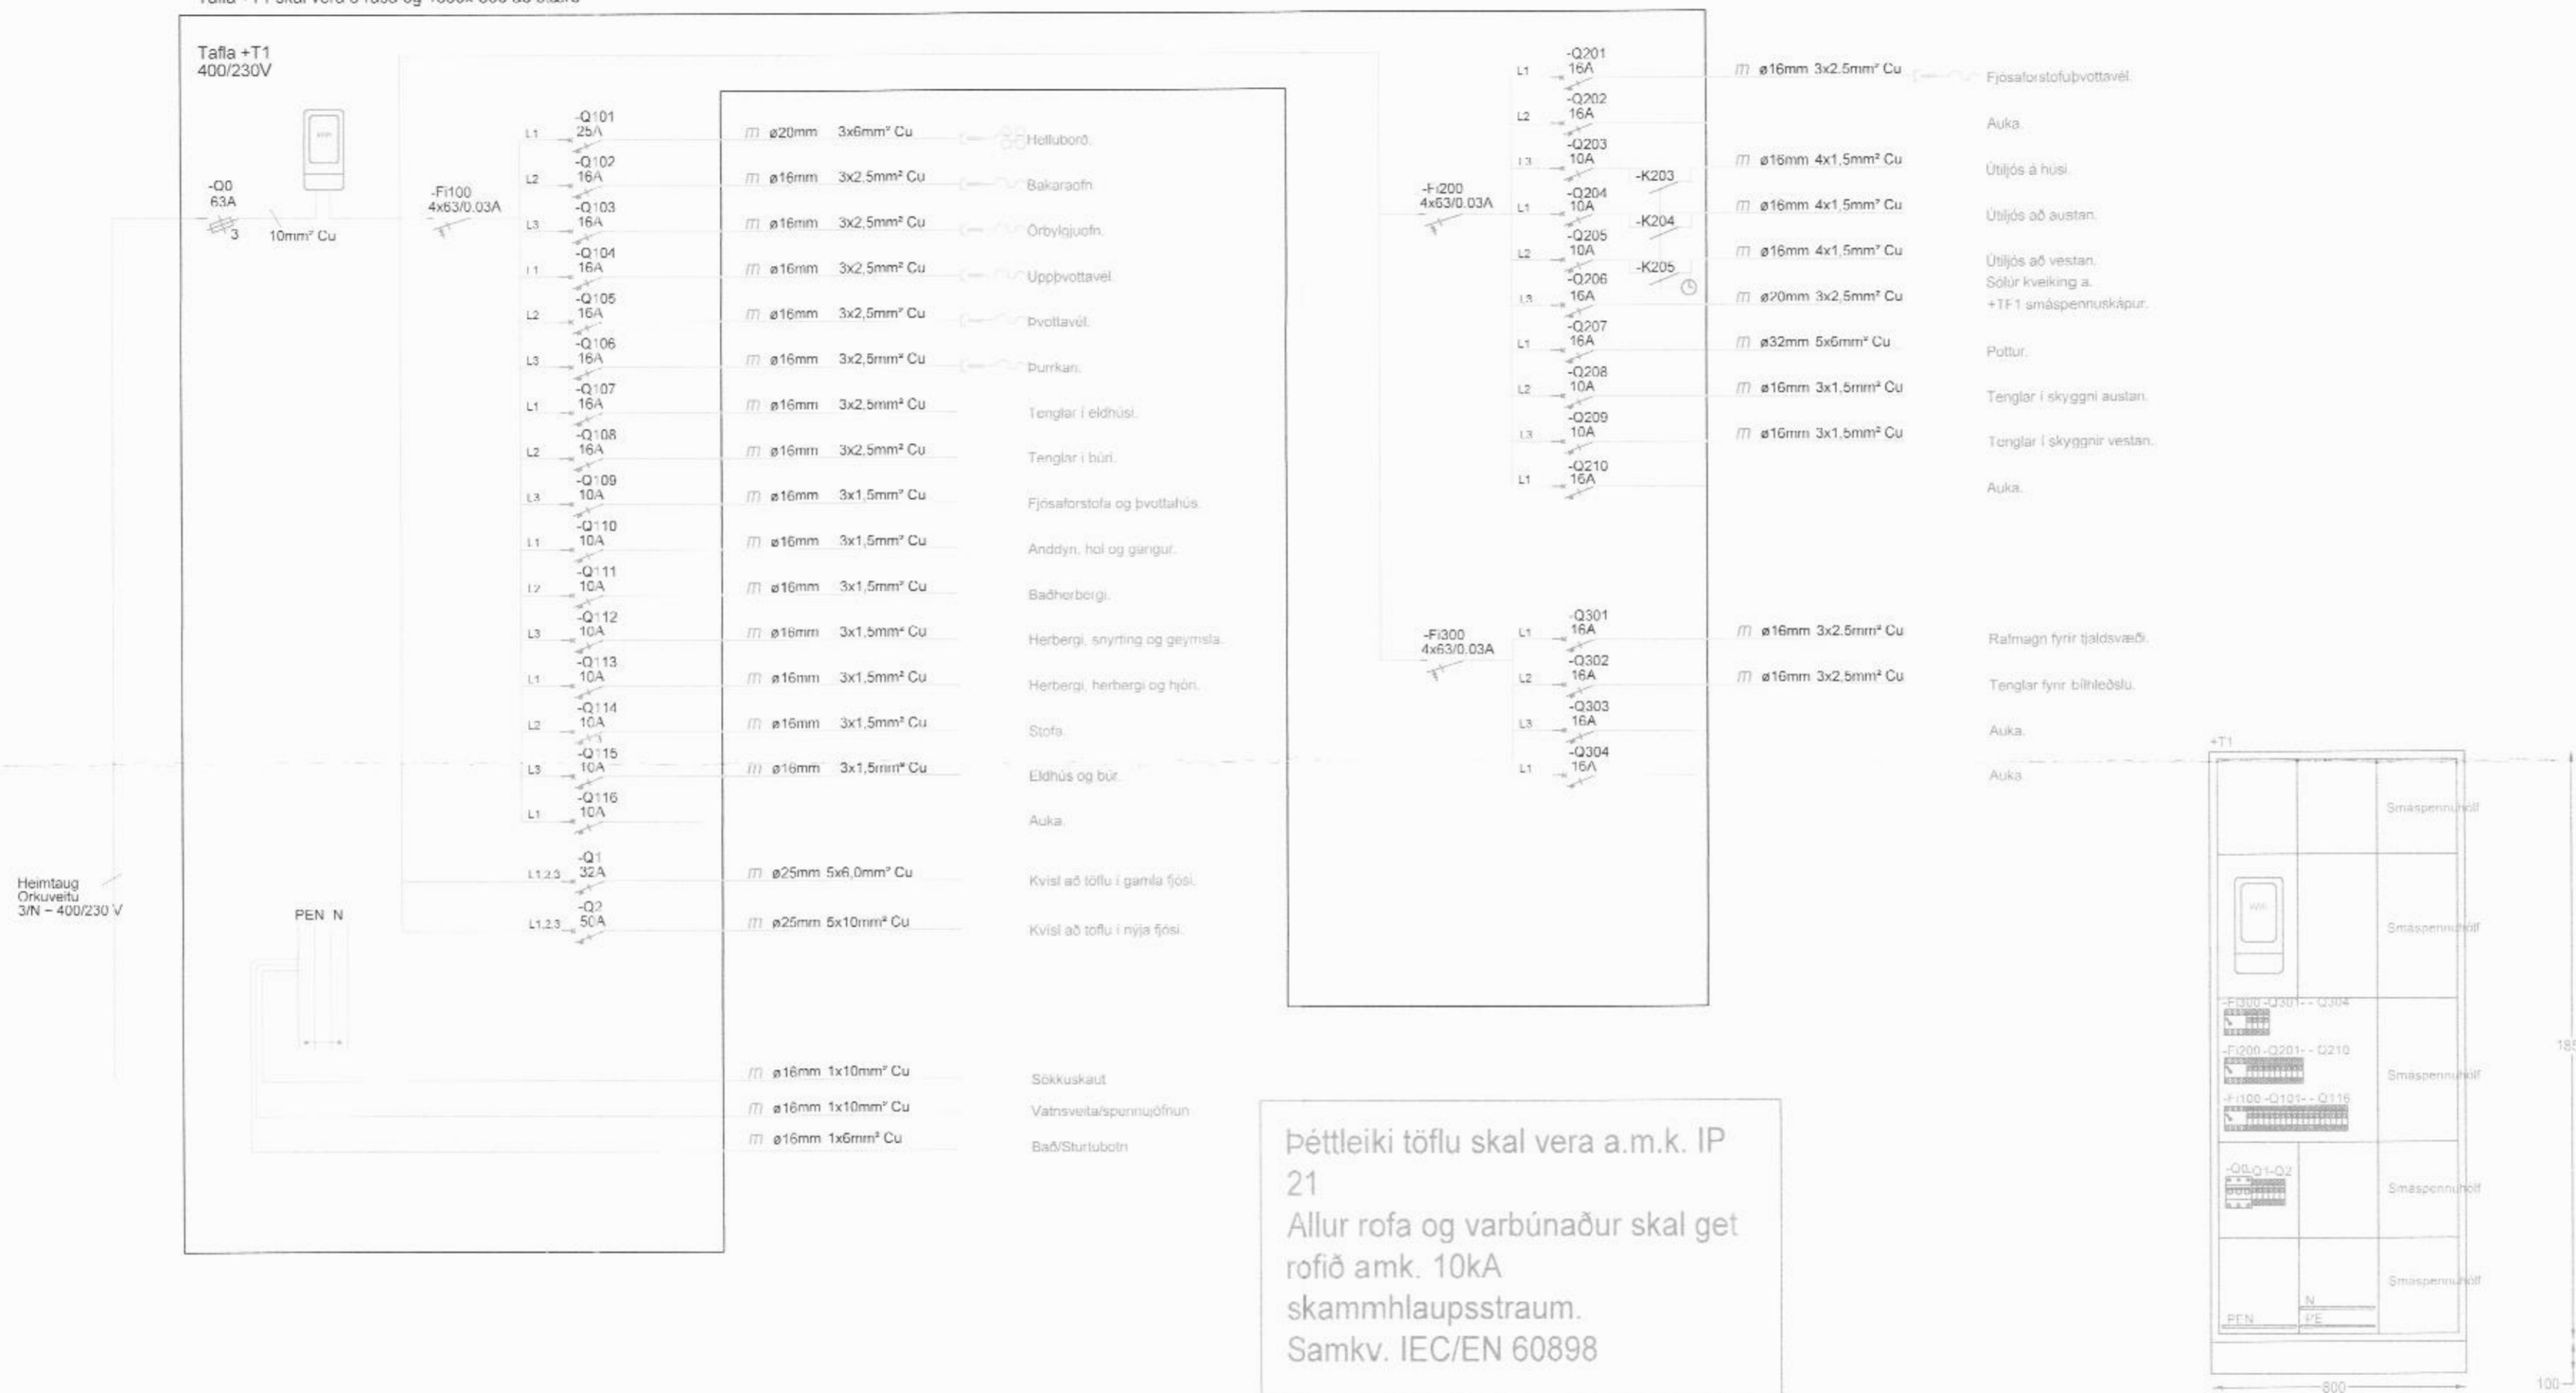 Tafla +T1
400/230V
-Q0
63A
3
10mm² Cu
-Fi100
4x63/0.03A
L1 -Q101 25A ø20mm 3x6mm² Cu Helluborð.
L2 -Q102 16A ø16mm 3x2,5mm² Cu Bakaraofn
L3 -Q103 16A ø16mm 3x2,5mm² Cu Örbylgjuofn.
L1 -Q104 16A ø16mm 3x2,5mm² Cu Uppþvottavél.
L2 -Q105 16A ø16mm 3x2,5mm² Cu Þvottavél.
L3 -Q106 16A ø16mm 3x2,5mm² Cu Þurrkari.
L1 -Q107 16A ø16mm 3x2,5mm² Cu Tenglar í eldhúsi.
L2 -Q108 16A ø16mm 3x2,5mm² Cu Tenglar í búri.
L3 -Q109 10A ø16mm 3x1,5mm² Cu Fjósaforstofa og þvottahús.
L1 -Q110 10A ø16mm 3x1,5mm² Cu Anddyri, hol og gangur.
L2 -Q111 10A ø16mm 3x1,5mm² Cu Baðherbergi.
L3 -Q112 10A ø16mm 3x1,5mm² Cu Herbergi, snyrting og geymsla.
L1 -Q113 10A ø16mm 3x1,5mm² Cu Herbergi, herbergi og hjón.
L2 -Q114 10A ø16mm 3x1,5mm² Cu Stofa.
L3 -Q115 10A ø16mm 3x1,5mm² Cu Eldhús og búr.
L1 -Q116 10A Auka.
L1,2,3 -Q1 32A ø25mm 5x6,0mm² Cu Kvísl að töflu í gamla fjósi.
L1,2,3 -Q2 50A ø25mm 5x10mm² Cu Kvísl að toflu í nýja fjósi.
Heimtaug
Orkuveitu
3/N ~ 400/230 V
PEN N
ø16mm 1x10mm² Cu Sökkuskaut
ø16mm 1x10mm² Cu Vatnsveita/spennujöfnun
ø16mm 1x6mm² Cu Bað/Sturtubotn
-Fi200
4x63/0.03A
L1 -Q201 16A ø16mm 3x2.5mm² Cu Fjósaforstofuþvottavél.
L2 -Q202 16A Auka.
L3 -Q203 10A ø16mm 4x1,5mm² Cu Útiljós á húsi.
-K203
L1 -Q204 10A ø16mm 4x1,5mm² Cu Útiljós að austan.
-K204
L2 -Q205 10A ø16mm 4x1,5mm² Cu Útiljós að vestan.
-K205
Sólúr kveiking a.
L3 -Q206 16A ø20mm 3x2,5mm² Cu +TF1 smáspennuskápur.
L1 -Q207 16A ø32mm 5x6mm² Cu Pottur.
L2 -Q208 10A ø16mm 3x1,5mm² Cu Tenglar í skyggni austan.
L3 -Q209 10A ø16mm 3x1,5mm² Cu Tenglar í skyggnir vestan.
L1 -Q210 16A Auka.
-Fi300
4x63/0.03A
L1 -Q301 16A ø16mm 3x2.5mm² Cu Rafmagn fyrir tjaldsvæði.
L2 -Q302 16A ø16mm 3x2,5mm² Cu Tenglar fyrir bílhleðslu.
L3 -Q303 16A Auka.
L1 -Q304 16A Auka
Þéttleiki töflu skal vera a.m.k. IP
21
Allur rofa og varbúnaður skal get
rofið amk. 10kA
skammhlaupsstraum.
Samkv. IEC/EN 60898
+T1
Smáspennuhólf
Smáspennuhólf
-Fi300 -Q301- - Q304
-Fi200 -Q201- - Q210
Smáspennuhólf
-Fi100 -Q101- - Q116
-Q0 -Q1-Q2
Smáspennuhólf
Smáspennuhólf
N
PEN PE
800
100